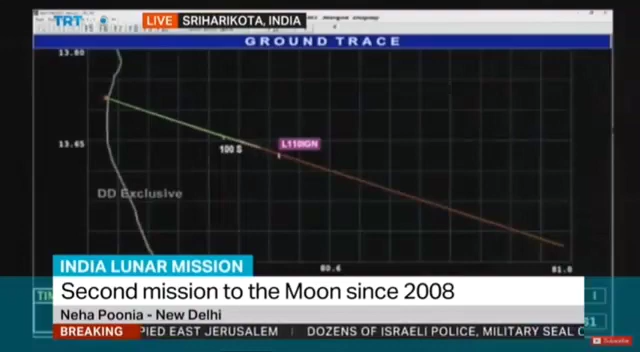 TRT
LIVE SRIHARIKOTA, INDIA
GROUND TRACE
13.80
13.65
100 S
L110IGN
DD Exclusive
80.6
81.0
INDIA LUNAR MISSION
Second mission to the Moon since 2008
Neha Poonia - New Delhi
BREAKING PIED EAST JERUSALEM | DOZENS OF ISRAELI POLICE, MILITARY SEAL
Subscribe